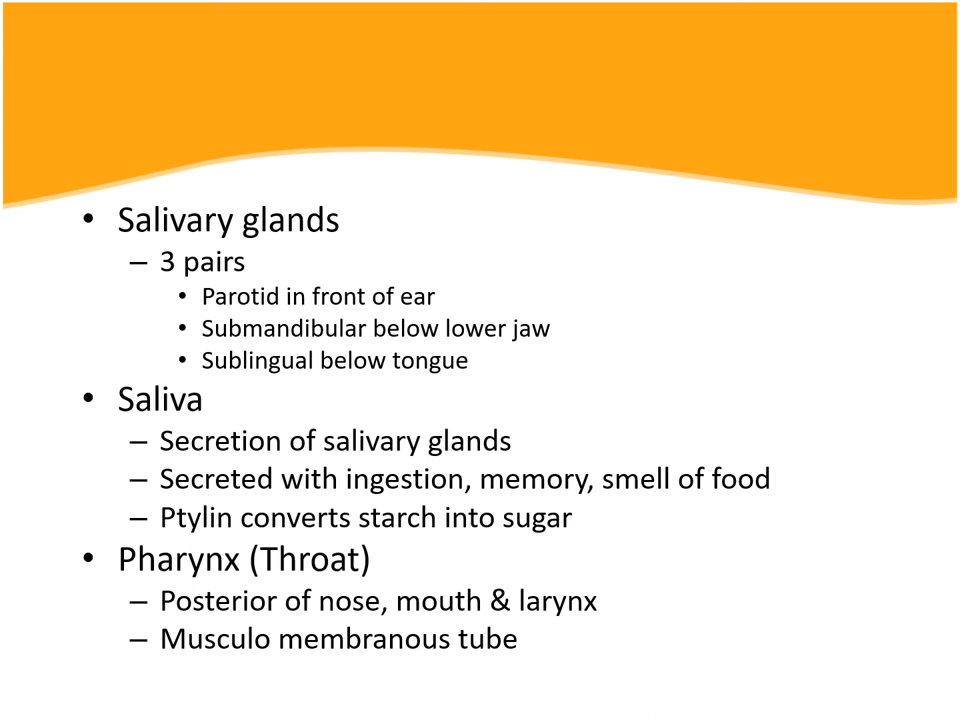 • Salivary glands
– 3 pairs
• Parotid in front of ear
• Submandibular below lower jaw
• Sublingual below tongue
• Saliva
– Secretion of salivary glands
– Secreted with ingestion, memory, smell of food
– Ptylin converts starch into sugar
• Pharynx (Throat)
– Posterior of nose, mouth & larynx
– Musculo membranous tube